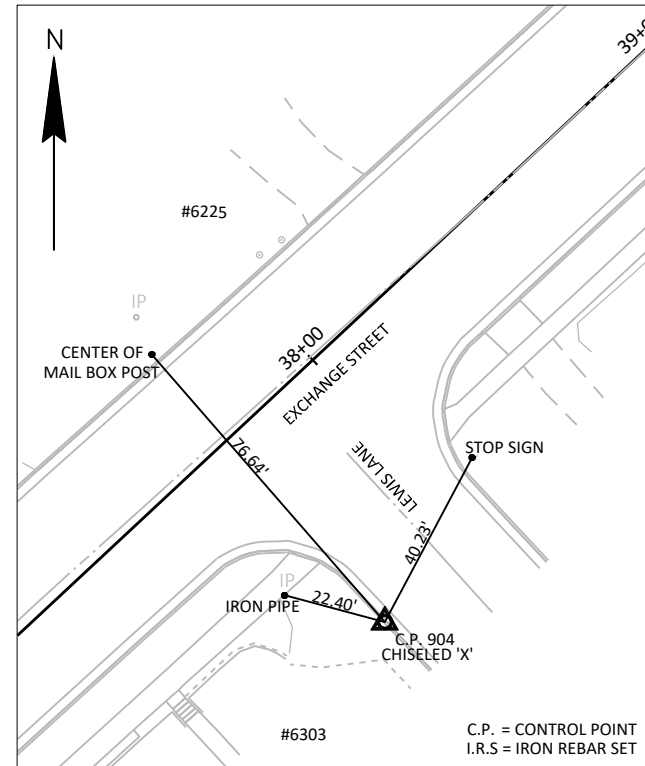 N
39+0
#6225
IP
CENTER OF
MAIL BOX POST
38+00
EXCHANGE STREET
76.64'
LEWIS LANE
STOP SIGN
40.23'
IP
IRON PIPE
22.40'
C.P. 904
CHISELED 'X'
#6303
C.P. = CONTROL POINT
I.R.S = IRON REBAR SET